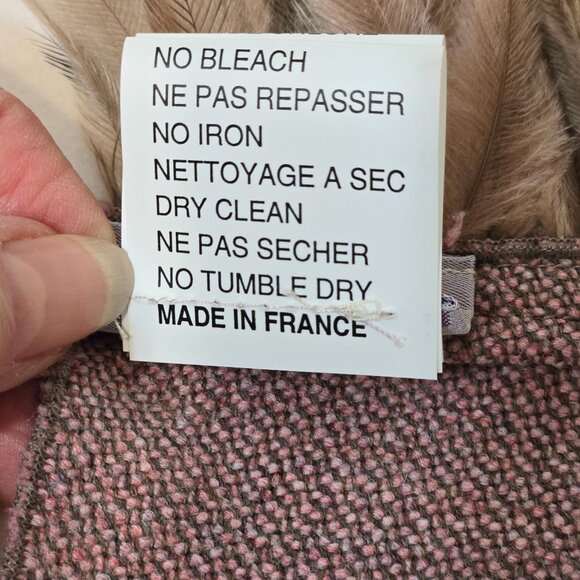 NO BLEACH
NE PAS REPASSER
NO IRON
NETTOYAGE A SEC
DRY CLEAN
NE PAS SECHER
NO TUMBLE DRY
MADE IN FRANCE